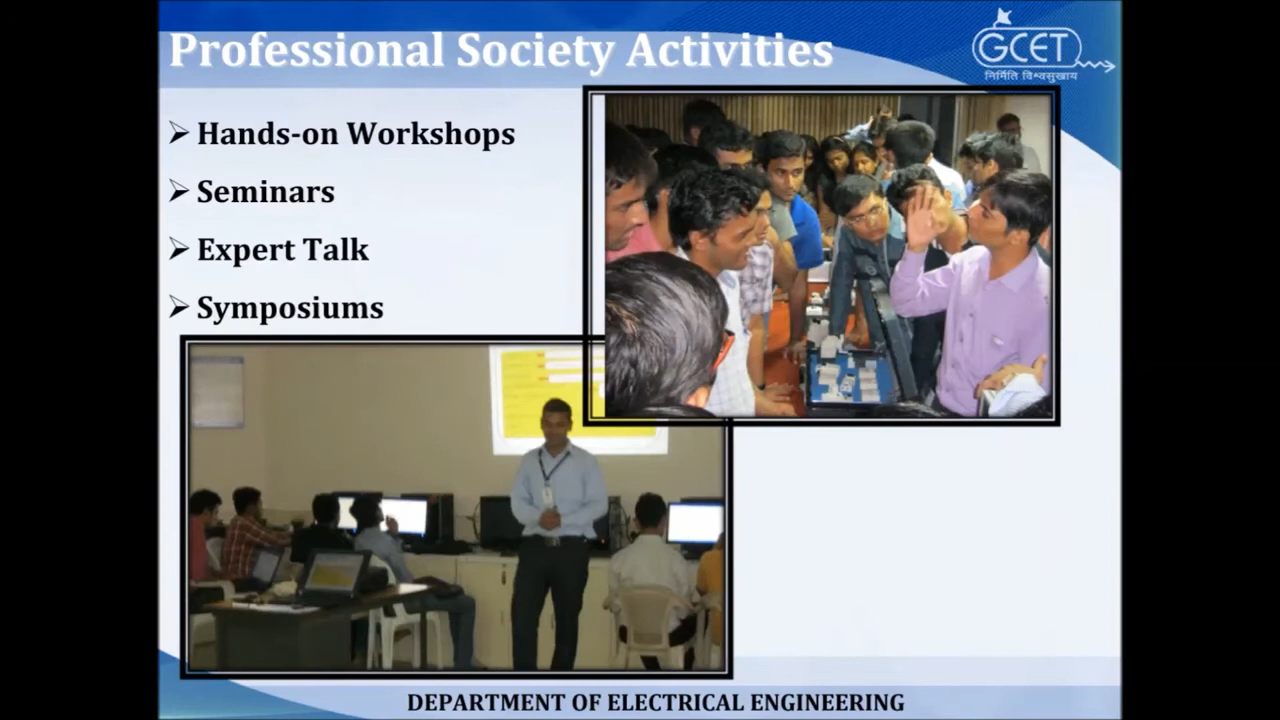 Professional Society Activities
GCET
निर्मिति विश्वसुखाय
Hands-on Workshops
Seminars
Expert Talk
Symposiums
DEPARTMENT OF ELECTRICAL ENGINEERING